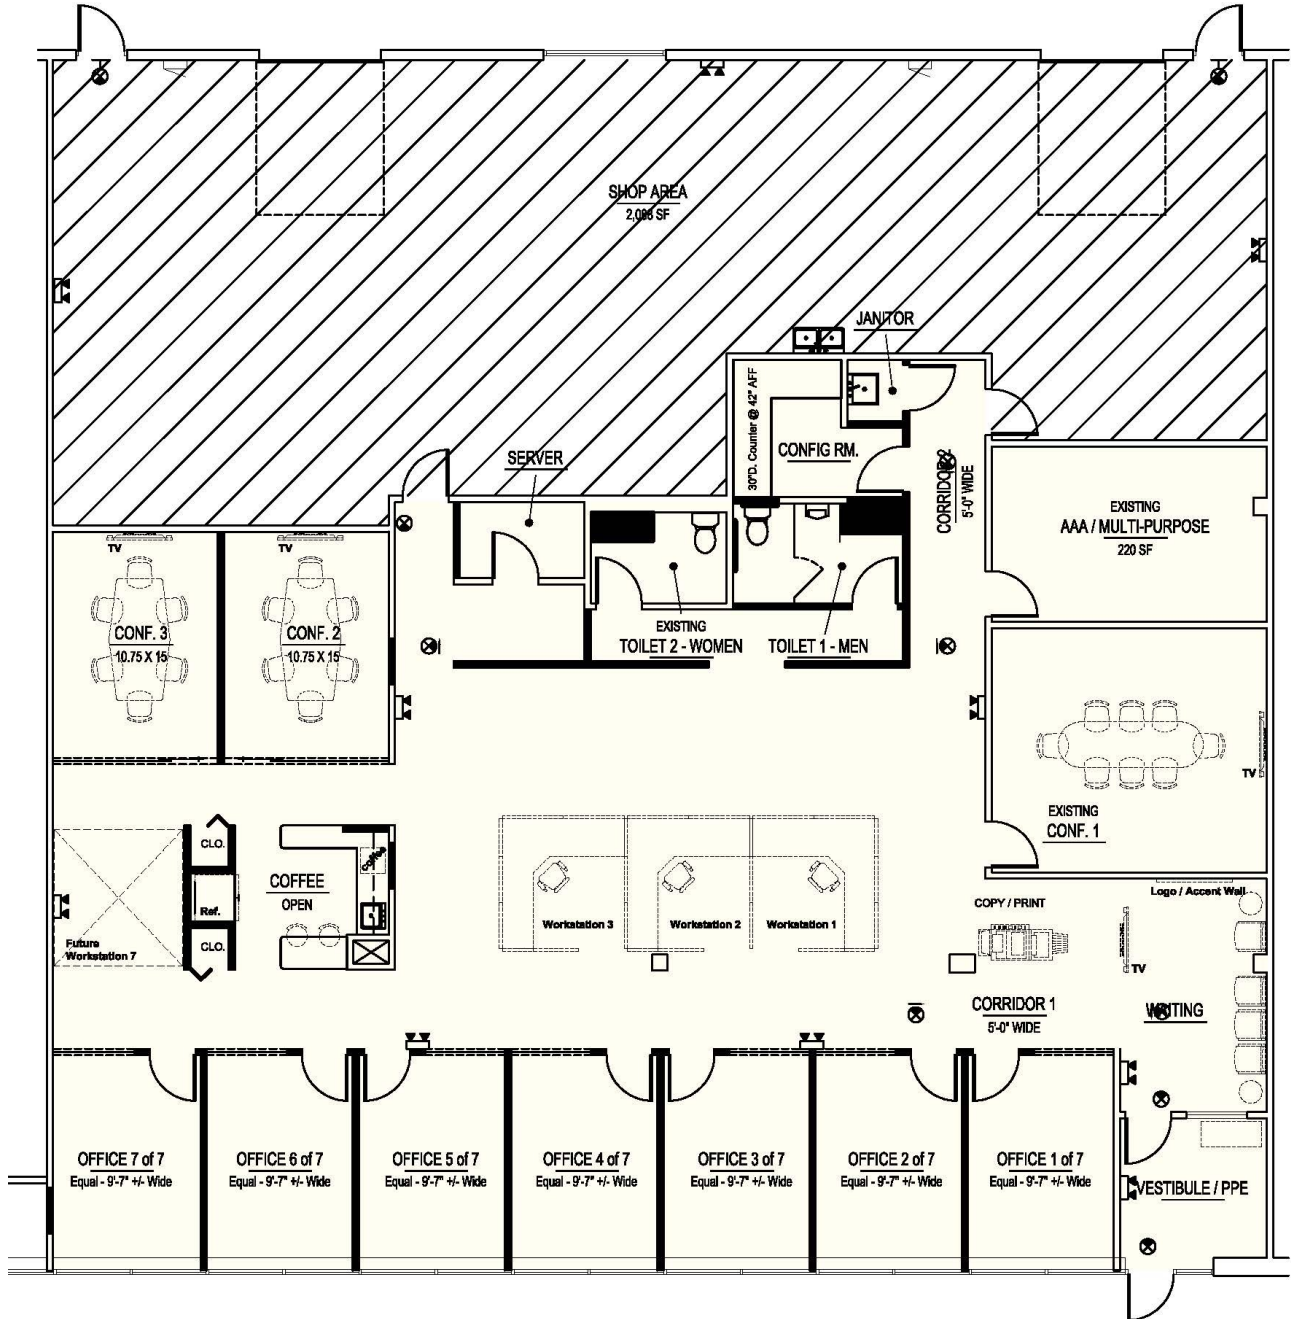 SHOP AREA
2,098 SF
JANITOR
30"D. Counter @ 42" AFF
CONFIG RM.
CORRIDOR 2
5'-0" WIDE
SERVER
EXISTING
AAA / MULTI-PURPOSE
220 SF
TV
TV
CONF. 3
10.75 X 15
CONF. 2
10.75 X 15
EXISTING
TOILET 2 - WOMEN
TOILET 1 - MEN
TV
EXISTING
CONF. 1
CLO.
Ref.
CLO.
COFFEE
OPEN
Coffee
Future
Workstation 7
Workstation 3
Workstation 2
Workstation 1
COPY / PRINT
Logo / Accent Wall
TV
CORRIDOR 1
5'-0" WIDE
WAITING
OFFICE 7 of 7
Equal - 9'-7" +/- Wide
OFFICE 6 of 7
Equal - 9'-7" +/- Wide
OFFICE 5 of 7
Equal - 9'-7" +/- Wide
OFFICE 4 of 7
Equal - 9'-7" +/- Wide
OFFICE 3 of 7
Equal - 9'-7" +/- Wide
OFFICE 2 of 7
Equal - 9'-7" +/- Wide
OFFICE 1 of 7
Equal - 9'-7" +/- Wide
VESTIBULE / PPE